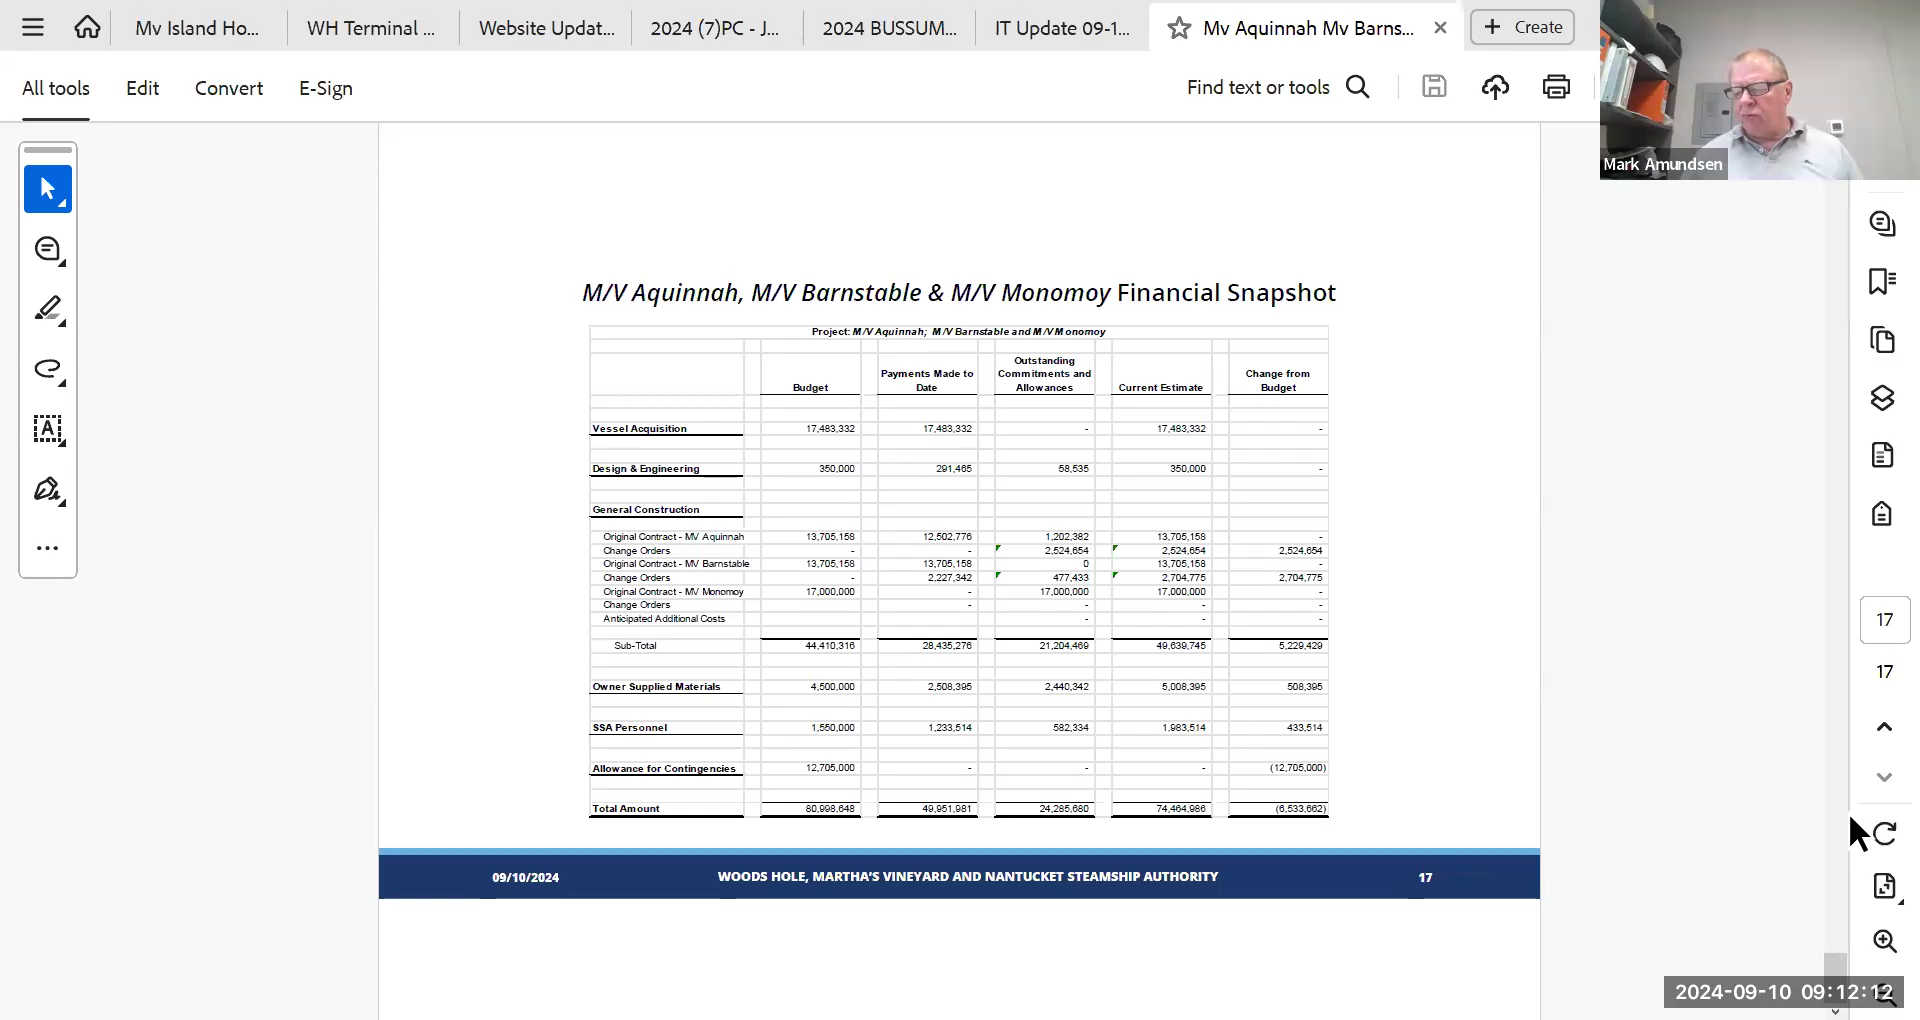 Mv Island Ho...
WH Terminal ...
Website Updat...
2024 (7)PC - J...
2024 BUSSUM...
IT Update 09-1...
Mv Aquinnah Mv Barns...
Create
All tools
Edit
Convert
E-Sign
Find text or tools
Mark Amundsen
M/V Aquinnah, M/V Barnstable & M/V Monomoy Financial Snapshot
Project: M/V Aquinnah; M/V Barnstable and M/V Monomoy
Budget
Payments Made to Date
Outstanding Commitments and Allowances
Current Estimate
Change from Budget
Vessel Acquisition 17,483,332 17,483,332 - 17,483,332 -
Design & Engineering 350,000 291,465 58,535 350,000 -
General Construction
Original Contract - MV Aquinnah 13,705,158 12,502,776 1,202,382 13,705,158 -
Change Orders - - 2,524,654 2,524,654 2,524,654
Original Contract - MV Barnstable 13,705,158 13,705,158 0 13,705,158 -
Change Orders - 2,227,342 477,433 2,704,775 2,704,775
Original Contract - MV Monomoy 17,000,000 - 17,000,000 17,000,000 -
Change Orders - - - -
Anticipated Additional Costs - - -
Sub-Total 44,410,316 28,435,276 21,204,469 49,639,745 5,229,429
Owner Supplied Materials 4,500,000 2,508,395 2,440,342 5,008,395 508,395
SSA Personnel 1,550,000 1,233,514 582,334 1,983,514 433,514
Allowance for Contingencies 12,705,000 - - - (12,705,000)
Total Amount 80,998,648 49,951,981 24,285,680 74,464,986 (6,533,662)
09/10/2024
WOODS HOLE, MARTHA'S VINEYARD AND NANTUCKET STEAMSHIP AUTHORITY
17
17
17
2024-09-10 09:12:12